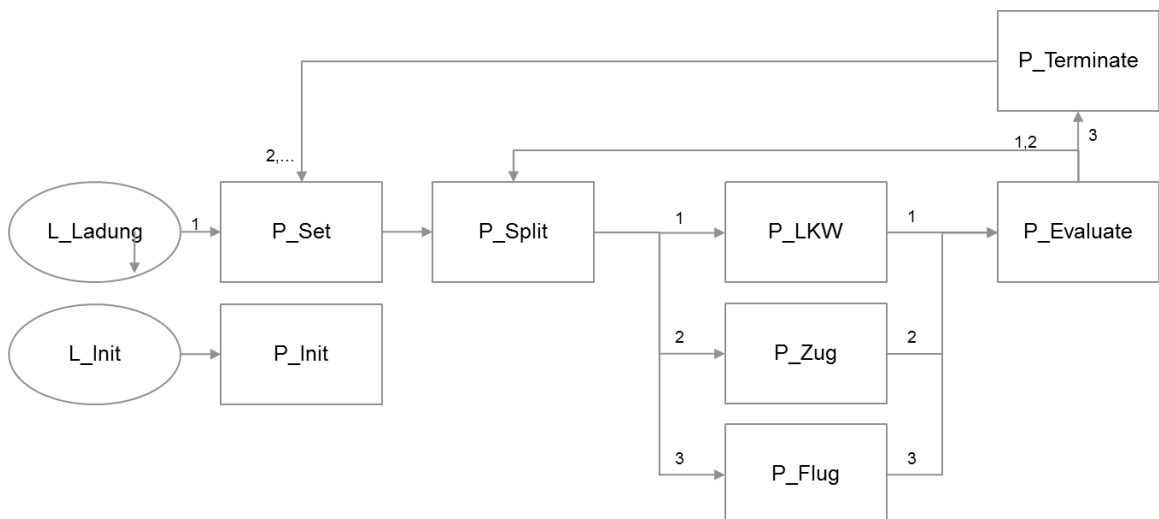 P_Terminate
2,...
1,2
3
L_Ladung
1
P_Set
P_Split
1
P_LKW
1
P_Evaluate
L_Init
P_Init
2
P_Zug
2
3
P_Flug
3